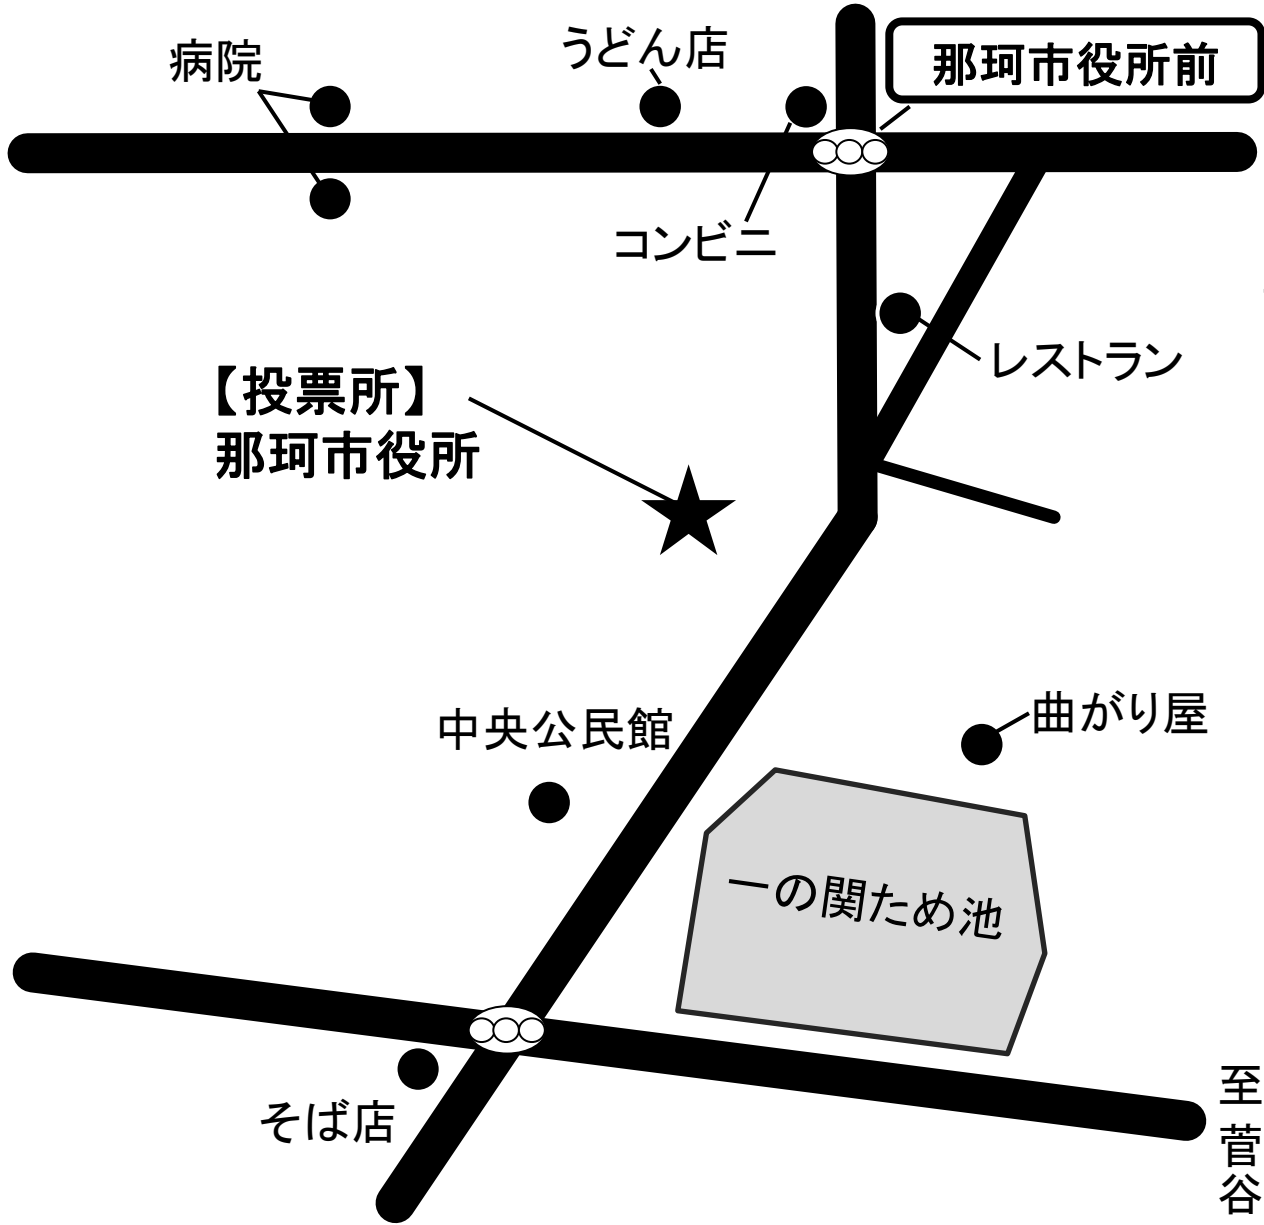 病院
うどん店
那珂市役所前
コンビニ
レストラン
【投票所】
那珂市役所
中央公民館
曲がり屋
一の関ため池
そば店
至菅谷